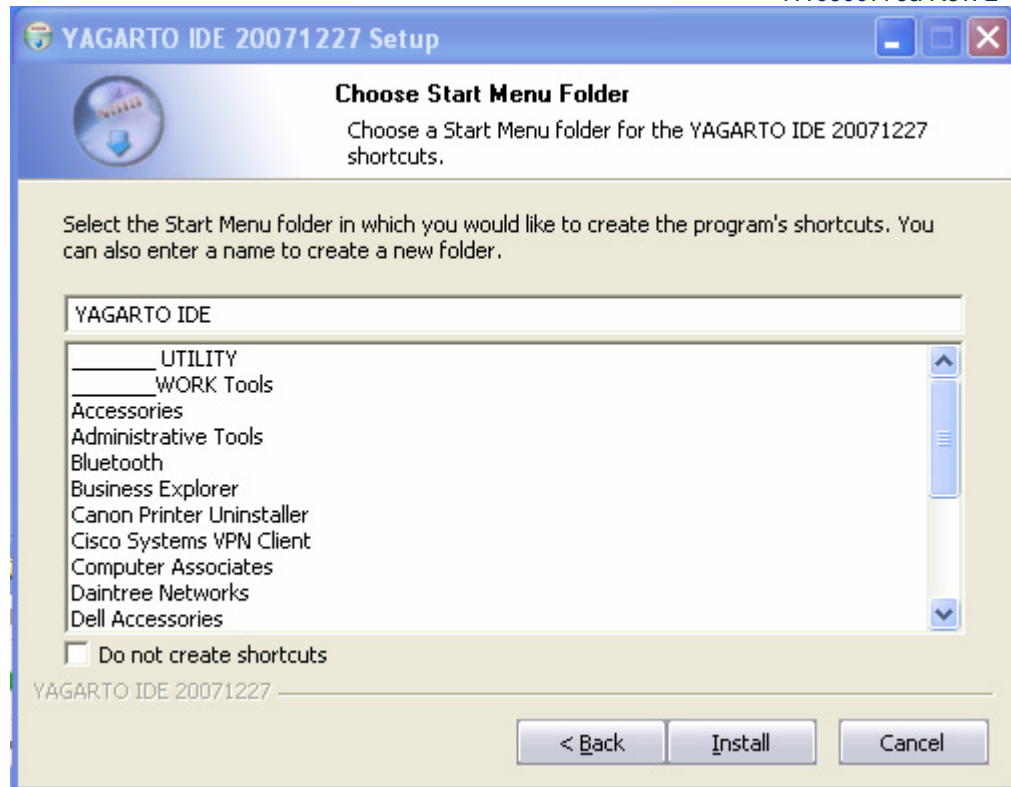 YAGARTO IDE 20071227 Setup
Choose Start Menu Folder
Choose a Start Menu folder for the YAGARTO IDE 20071227
shortcuts.
Select the Start Menu folder in which you would like to create the program's shortcuts. You
can also enter a name to create a new folder.
YAGARTO IDE
________ UTILITY
________WORK Tools
Accessories
Administrative Tools
Bluetooth
Business Explorer
Canon Printer Uninstaller
Cisco Systems VPN Client
Computer Associates
Daintree Networks
Dell Accessories
Do not create shortcuts
YAGARTO IDE 20071227
< Back
Install
Cancel